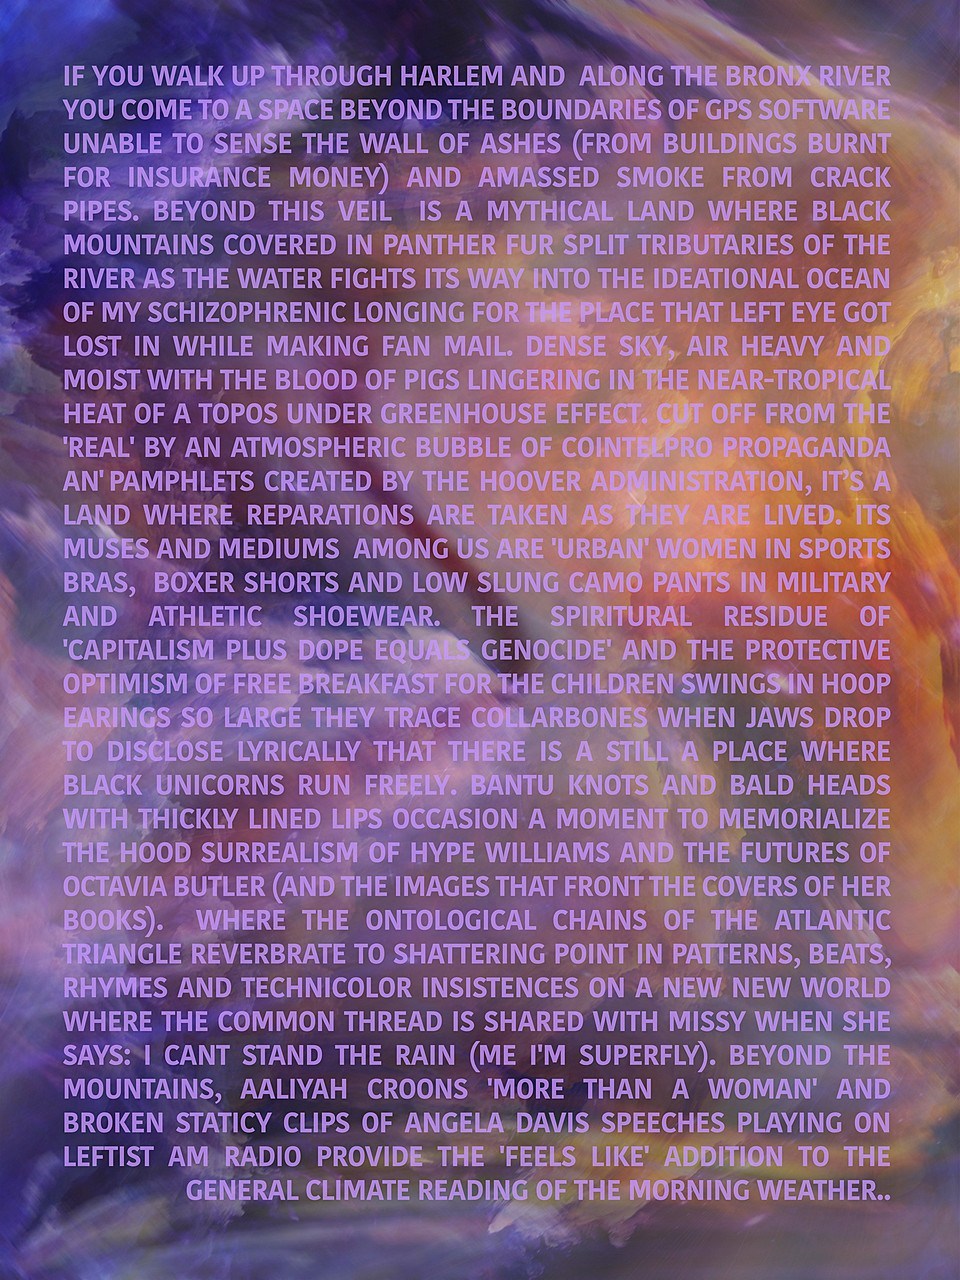 IF YOU WALK UP THROUGH HARLEM AND ALONG THE BRONX RIVER
YOU COME TO A SPACE BEYOND THE BOUNDARIES OF GPS SOFTWARE
UNABLE TO SENSE THE WALL OF ASHES (FROM BUILDINGS BURNT
FOR INSURANCE MONEY) AND AMASSED SMOKE FROM CRACK
PIPES. BEYOND THIS VEIL IS A MYTHICAL LAND WHERE BLACK
MOUNTAINS COVERED IN PANTHER FUR SPLIT TRIBUTARIES OF THE
RIVER AS THE WATER FIGHTS ITS WAY INTO THE IDEATIONAL OCEAN
OF MY SCHIZOPHRENIC LONGING FOR THE PLACE THAT LEFT EYE GOT
LOST IN WHILE MAKING FAN MAIL. DENSE SKY, AIR HEAVY AND
MOIST WITH THE BLOOD OF PIGS LINGERING IN THE NEAR-TROPICAL
HEAT OF A TOPOS UNDER GREENHOUSE EFFECT. CUT OFF FROM THE
'REAL' BY AN ATMOSPHERIC BUBBLE OF COINTELPRO PROPAGANDA
AN' PAMPHLETS CREATED BY THE HOOVER ADMINISTRATION, IT'S A
LAND WHERE REPARATIONS ARE TAKEN AS THEY ARE LIVED. ITS
MUSES AND MEDIUMS AMONG US ARE 'URBAN' WOMEN IN SPORTS
BRAS, BOXER SHORTS AND LOW SLUNG CAMO PANTS IN MILITARY
AND ATHLETIC SHOEWEAR. THE SPIRITURAL RESIDUE OF
'CAPITALISM PLUS DOPE EQUALS GENOCIDE' AND THE PROTECTIVE
OPTIMISM OF FREE BREAKFAST FOR THE CHILDREN SWINGS IN HOOP
EARINGS SO LARGE THEY TRACE COLLARBONES WHEN JAWS DROP
TO DISCLOSE LYRICALLY THAT THERE IS A STILL A PLACE WHERE
BLACK UNICORNS RUN FREELY. BANTU KNOTS AND BALD HEADS
WITH THICKLY LINED LIPS OCCASION A MOMENT TO MEMORIALIZE
THE HOOD SURREALISM OF HYPE WILLIAMS AND THE FUTURES OF
OCTAVIA BUTLER (AND THE IMAGES THAT FRONT THE COVERS OF HER
BOOKS). WHERE THE ONTOLOGICAL CHAINS OF THE ATLANTIC
TRIANGLE REVERBRATE TO SHATTERING POINT IN PATTERNS, BEATS,
RHYMES AND TECHNICOLOR INSISTENCES ON A NEW NEW WORLD
WHERE THE COMMON THREAD IS SHARED WITH MISSY WHEN SHE
SAYS: I CANT STAND THE RAIN (ME I'M SUPERFLY). BEYOND THE
MOUNTAINS, AALIYAH CROONS 'MORE THAN A WOMAN' AND
BROKEN STATICY CLIPS OF ANGELA DAVIS SPEECHES PLAYING ON
LEFTIST AM RADIO PROVIDE THE 'FEELS LIKE' ADDITION TO THE
GENERAL CLIMATE READING OF THE MORNING WEATHER..